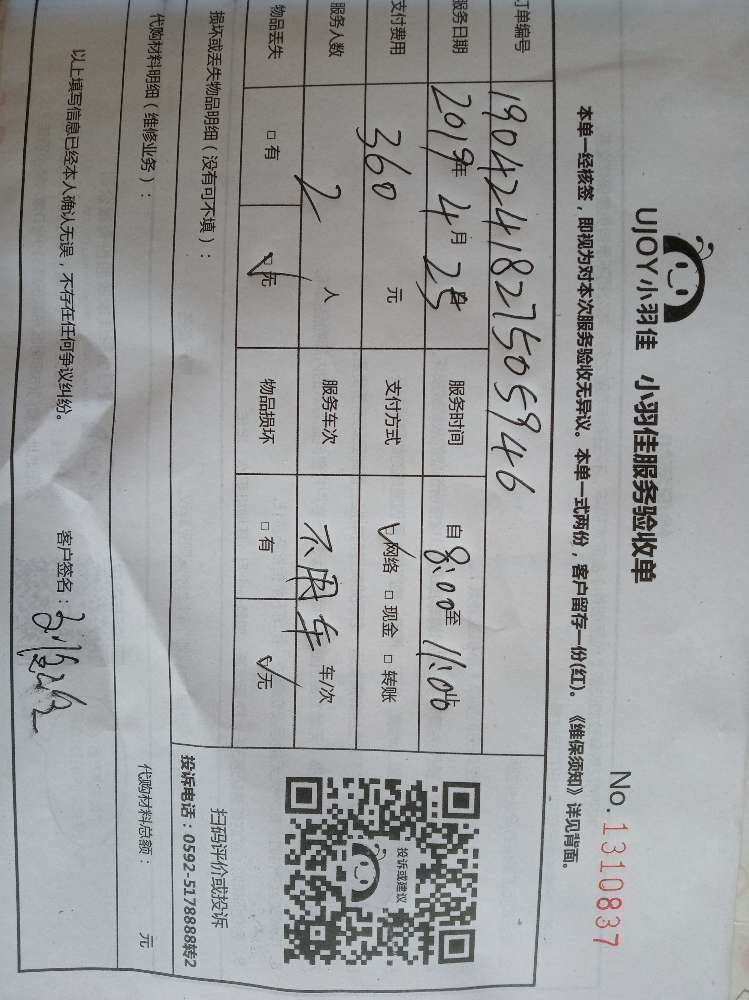 UJOY小羽佳 小羽佳服务验收单
No. 1310837
本单一经核签，即视为对本次服务验收无异议。本单一式两份，客户留存一份(红)。《维保须知》详见背面。
订单编号 1904241827505946
服务日期 2019年 4月 25日 服务时间 自 8:00 至 11:00
支付费用 360 元 支付方式 ☑网络 □现金 □转账
服务人数 2 人 服务车次 不用车 车/次
物品丢失 □有 ☑无 物品损坏 □有 ☑无
损坏或丢失物品明细（没有可不填）：
投诉或建议
扫码评价或投诉
投诉电话：0592-5178888转2
代购材料明细（维修业务）： 代购材料总额： 元
以上填写信息已经本人确认无误，不存在任何争议纠纷。 客户签名：